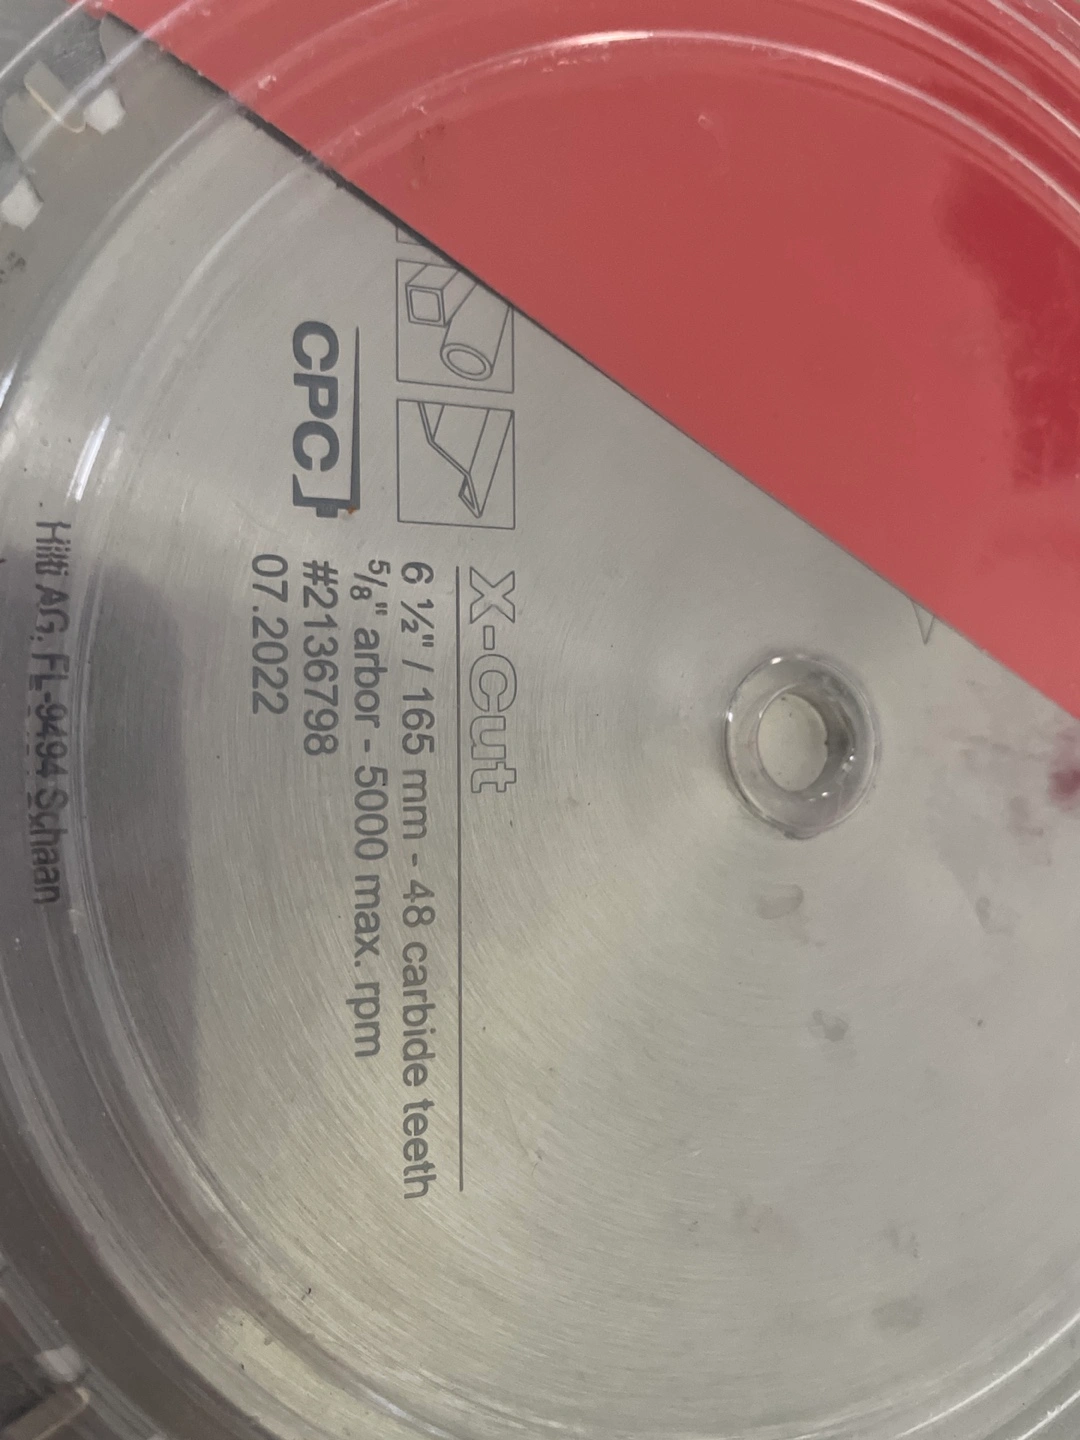 X-Cut
6 ½" / 165 mm - 48 carbide teeth
5/8" arbor - 5000 max. rpm
#2136798
07.2022
CPC
Hilti AG, FL-9494 Schaan